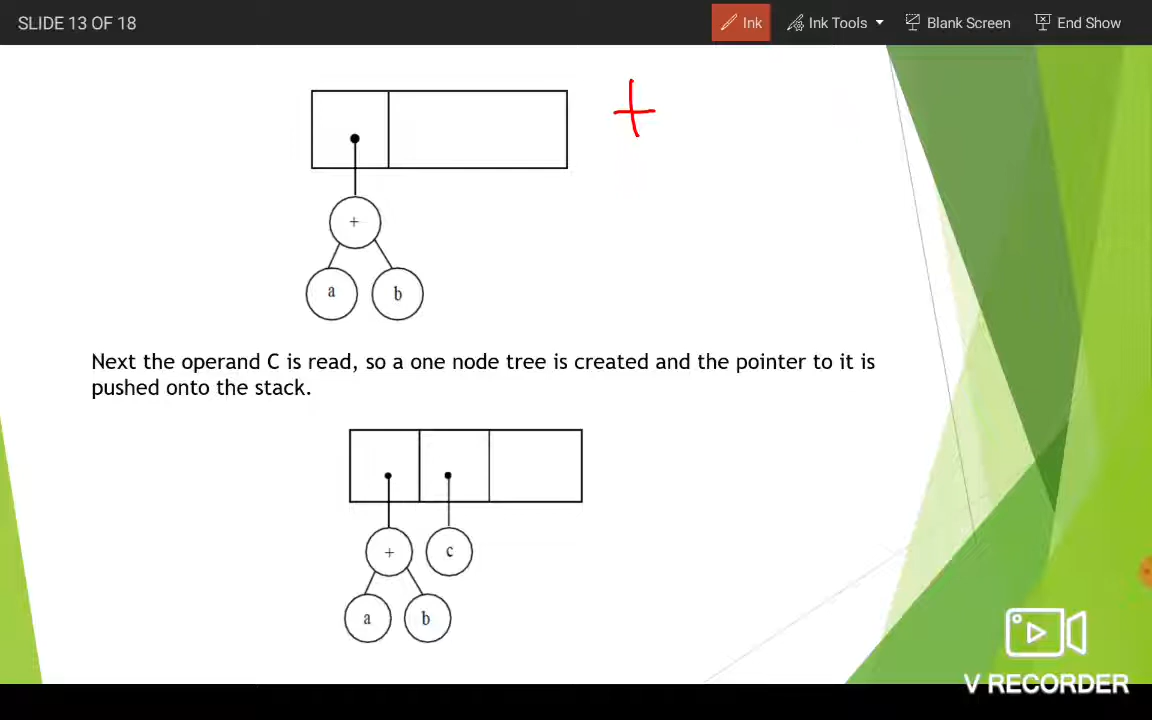 SLIDE 13 OF 18 Ink Ink Tools Blank Screen End Show
+
+
a b
Next the operand C is read, so a one node tree is created and the pointer to it is
pushed onto the stack.
+ c
a b
V RECORDER